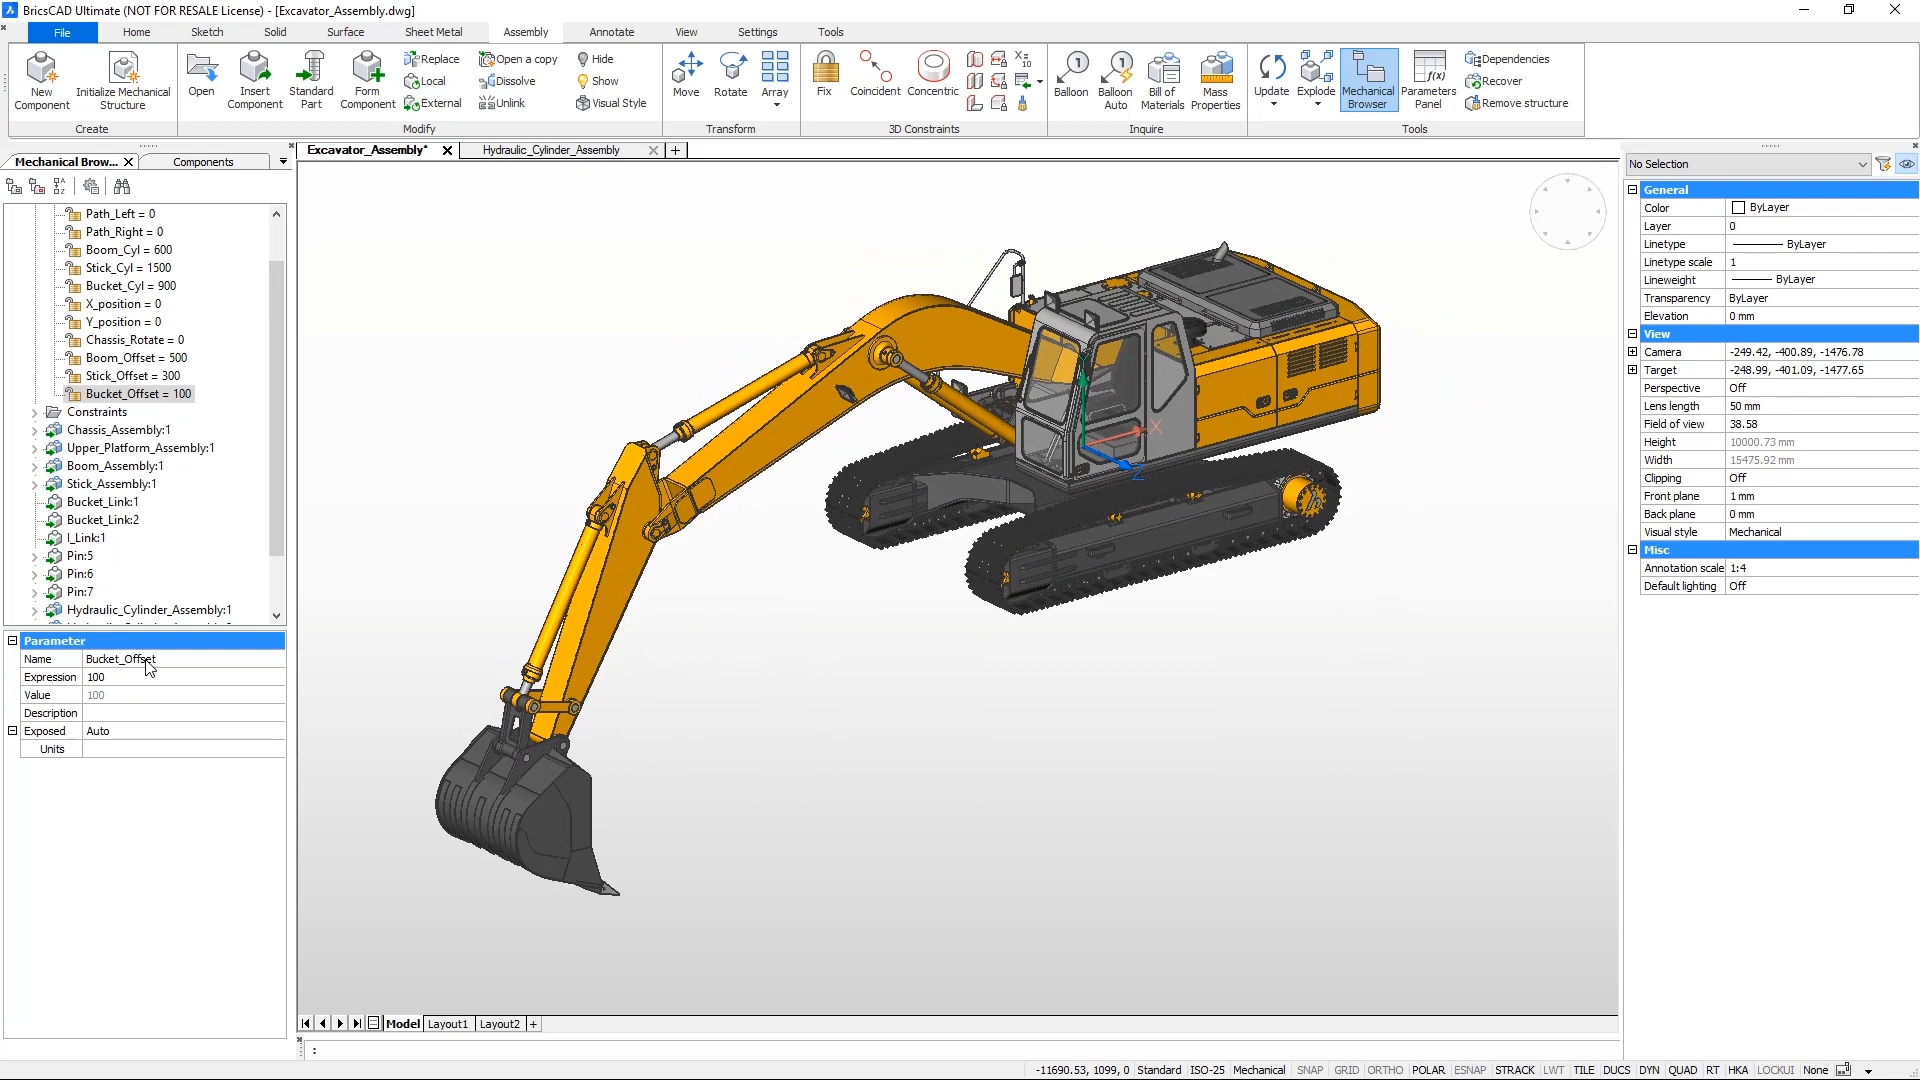 BricsCAD Ultimate (NOT FOR RESALE License) - [Excavator_Assembly.dwg]
File Home Sketch Solid Surface Sheet Metal Assembly Annotate View Settings Tools
New Component
Initialize Mechanical Structure
Create
Open
Insert Component
Standard Part
Form Component
Replace
Local
External
Open a copy
Dissolve
Unlink
Hide
Show
Visual Style
Modify
Move
Rotate
Array
Transform
Fix
Coincident
Concentric
3D Constraints
Balloon
Balloon Auto
Bill of Materials
Mass Properties
Inquire
Update
Explode
Mechanical Browser
Parameters Panel
Dependencies
Recover
Remove structure
Tools
Mechanical Brow...
Components
Excavator_Assembly*
Hydraulic_Cylinder_Assembly
Path_Left = 0
Path_Right = 0
Boom_Cyl = 600
Stick_Cyl = 1500
Bucket_Cyl = 900
X_position = 0
Y_position = 0
Chassis_Rotate = 0
Boom_Offset = 500
Stick_Offset = 300
Bucket_Offset = 100
Constraints
Chassis_Assembly:1
Upper_Platform_Assembly:1
Boom_Assembly:1
Stick_Assembly:1
Bucket_Link:1
Bucket_Link:2
I_Link:1
Pin:5
Pin:6
Pin:7
Hydraulic_Cylinder_Assembly:1
Parameter
Name Bucket_Offset
Expression 100
Value 100
Description
Exposed Auto
Units
X
Z
Model Layout1 Layout2 +
:
No Selection
General
Color ByLayer
Layer 0
Linetype ByLayer
Linetype scale 1
Lineweight ByLayer
Transparency ByLayer
Elevation 0 mm
View
Camera -249.42, -400.89, -1476.78
Target -248.99, -401.09, -1477.65
Perspective Off
Lens length 50 mm
Field of view 38.58
Height 10000.73 mm
Width 15475.92 mm
Clipping Off
Front plane 1 mm
Back plane 0 mm
Visual style Mechanical
Misc
Annotation scale 1:4
Default lighting Off
-11690.53, 1099, 0 Standard ISO-25 Mechanical SNAP GRID ORTHO POLAR ESNAP STRACK LWT TILE DUCS DYN QUAD RT HKA LOCKUI None